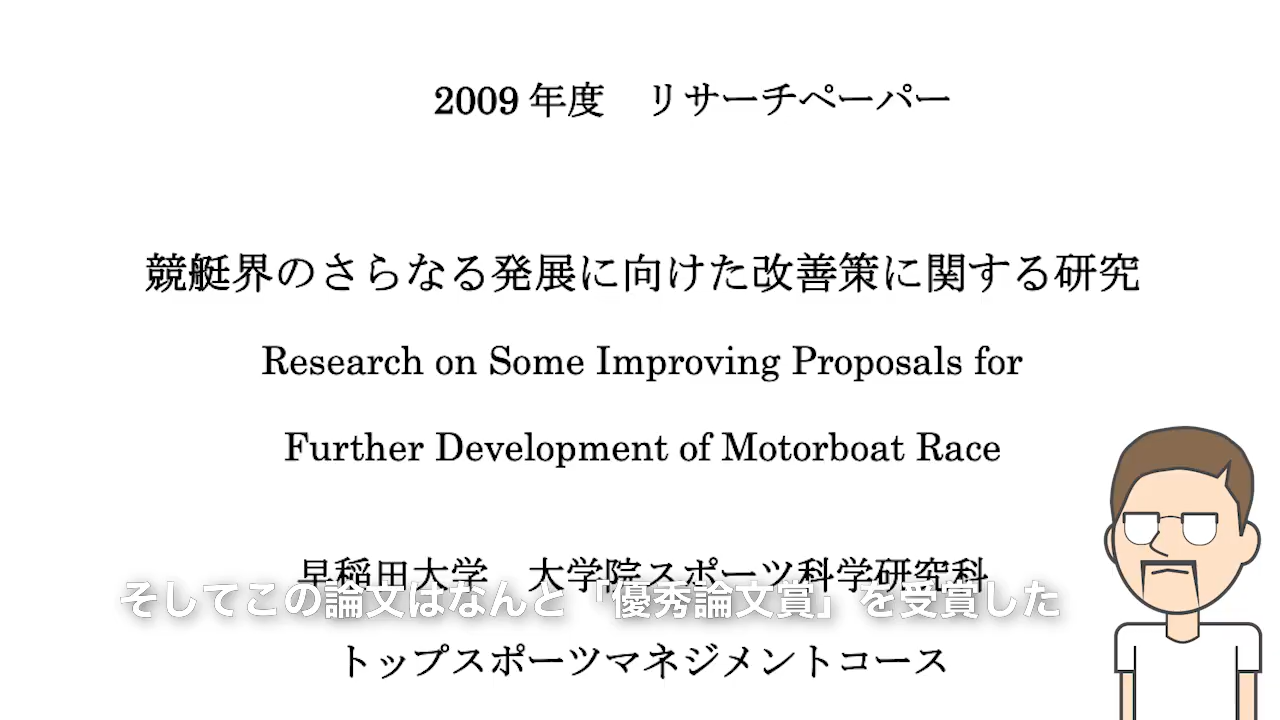 2009 年度　リサーチペーパー
競艇界のさらなる発展に向けた改善策に関する研究
Research on Some Improving Proposals for
Further Development of Motorboat Race
早稲田大学　大学院スポーツ科学研究科
そしてこの論文はなんと「優秀論文賞」を受賞した
トップスポーツマネジメントコース